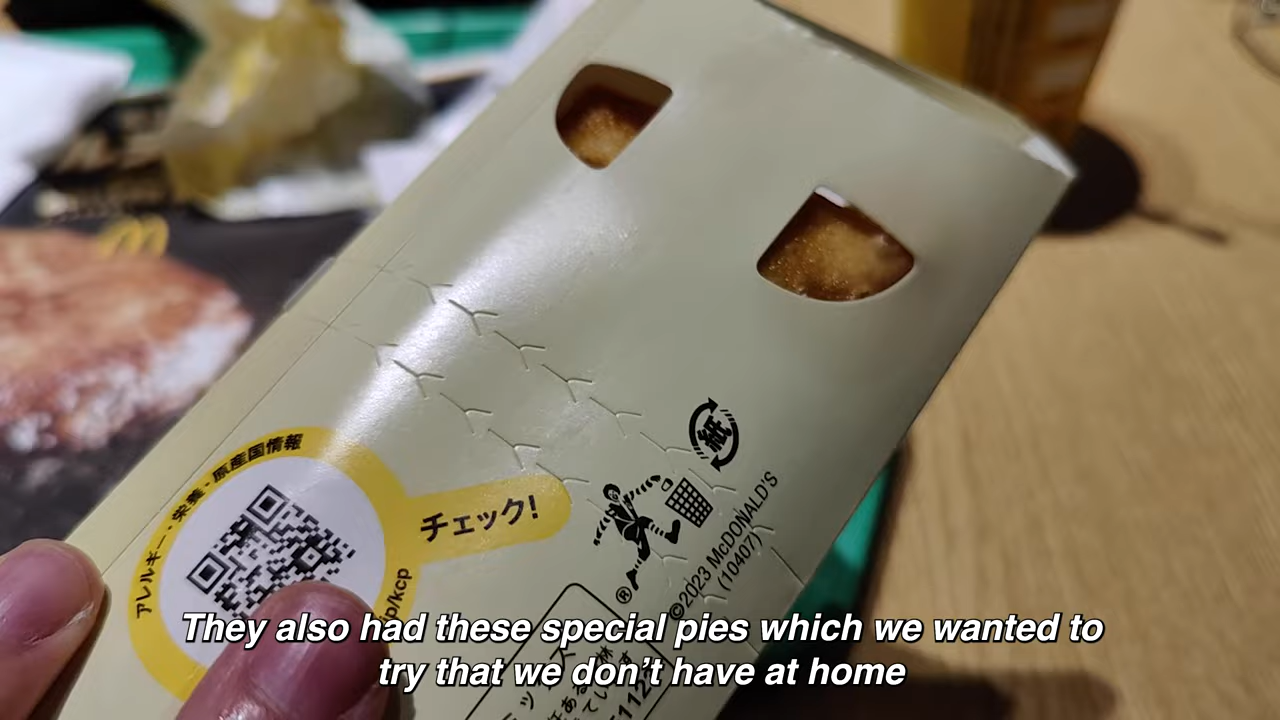 紙
アレルギー・栄養・原産国情報
チェック!
©2023 McDONALD'S
(10407)
®
They also had these special pies which we wanted to
try that we don't have at home